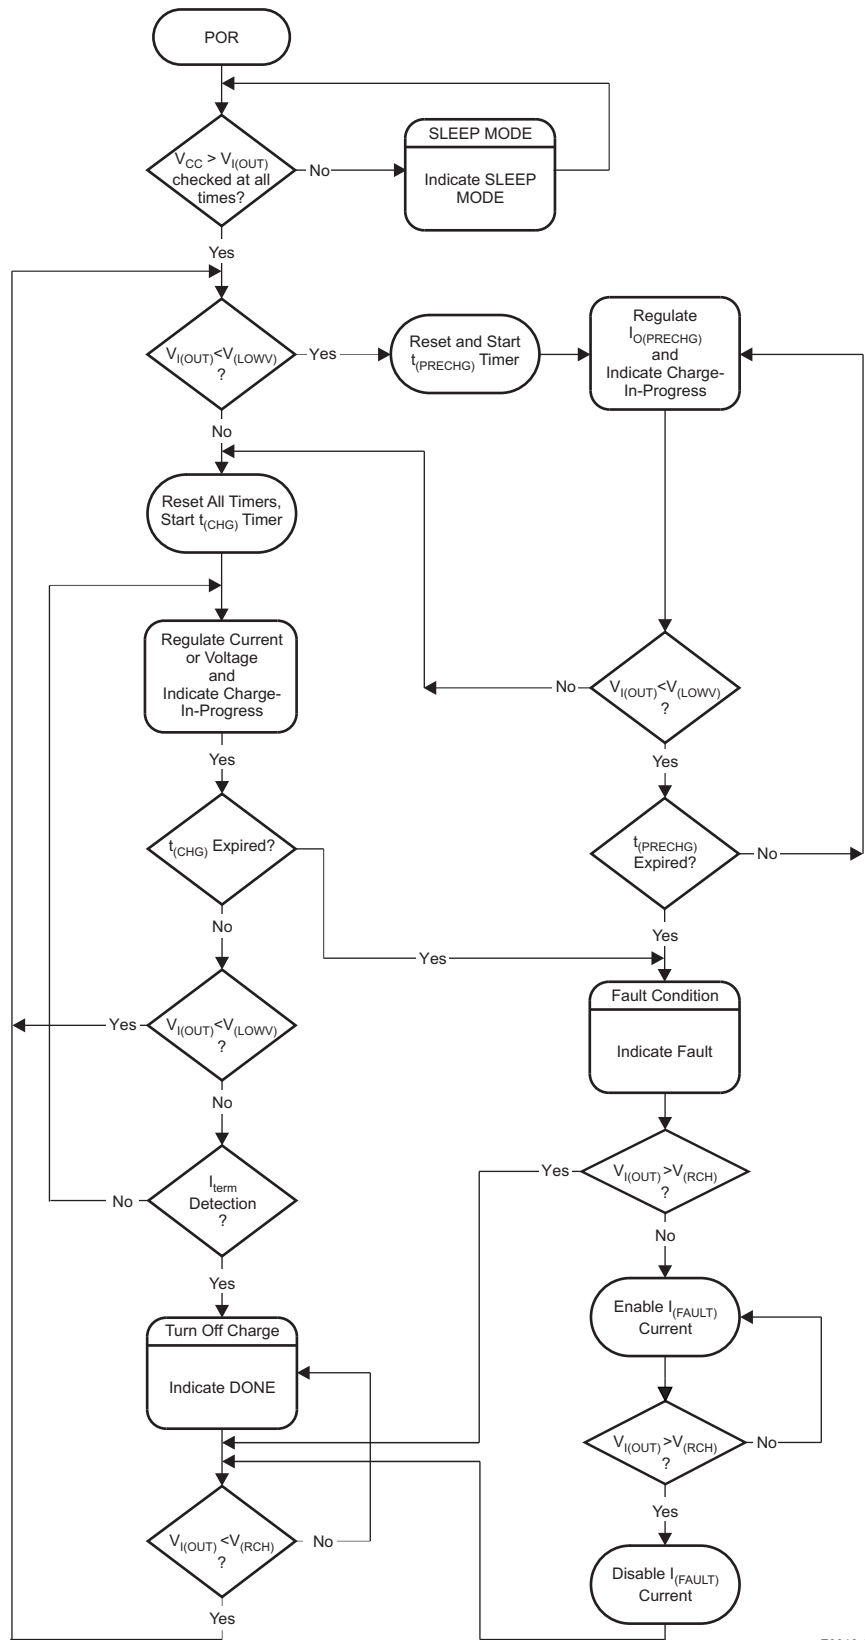 POR
SLEEP MODE
V_CC > V_I(OUT)
checked at all
times?
No
Indicate SLEEP
MODE
Yes
Regulate
I_O(PRECHG)
and
Indicate Charge-
In-Progress
V_I(OUT)<V_(LOWV)
?
Yes
Reset and Start
t_(PRECHG) Timer
No
Reset All Timers,
Start t_(CHG) Timer
Regulate Current
or Voltage
and
Indicate Charge-
In-Progress
No
V_I(OUT)<V_(LOWV)
?
Yes
Yes
t_(CHG) Expired?
t_(PRECHG)
Expired?
No
No
Yes
Yes
Fault Condition
Indicate Fault
Yes
V_I(OUT)<V_(LOWV)
?
No
Yes
V_I(OUT)>V_(RCH)
?
No
I_term
Detection
?
No
Yes
Enable I_(FAULT)
Current
Turn Off Charge
Indicate DONE
V_I(OUT)>V_(RCH)
?
No
Yes
V_I(OUT) <V_(RCH)
?
No
Disable I_(FAULT)
Current
Yes